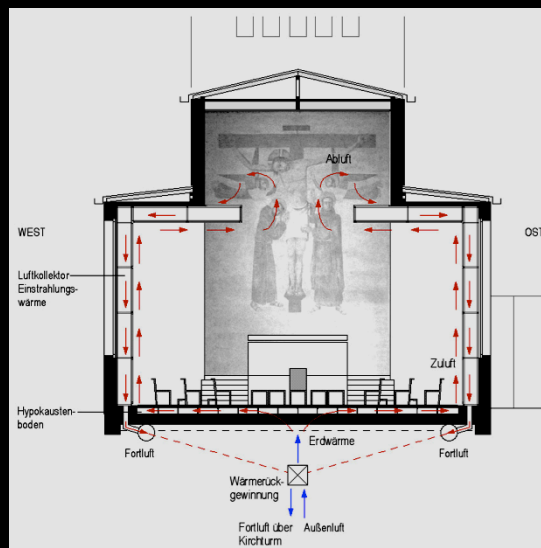 Abluft
WEST
OST
Luftkollektor
Einstrahlungs-
wärme
Zuluft
Hypokausten-
boden
Fortluft
Erdwärme
Fortluft
Wärmerück-
gewinnung
Fortluft über
Kirchturm
Außenluft